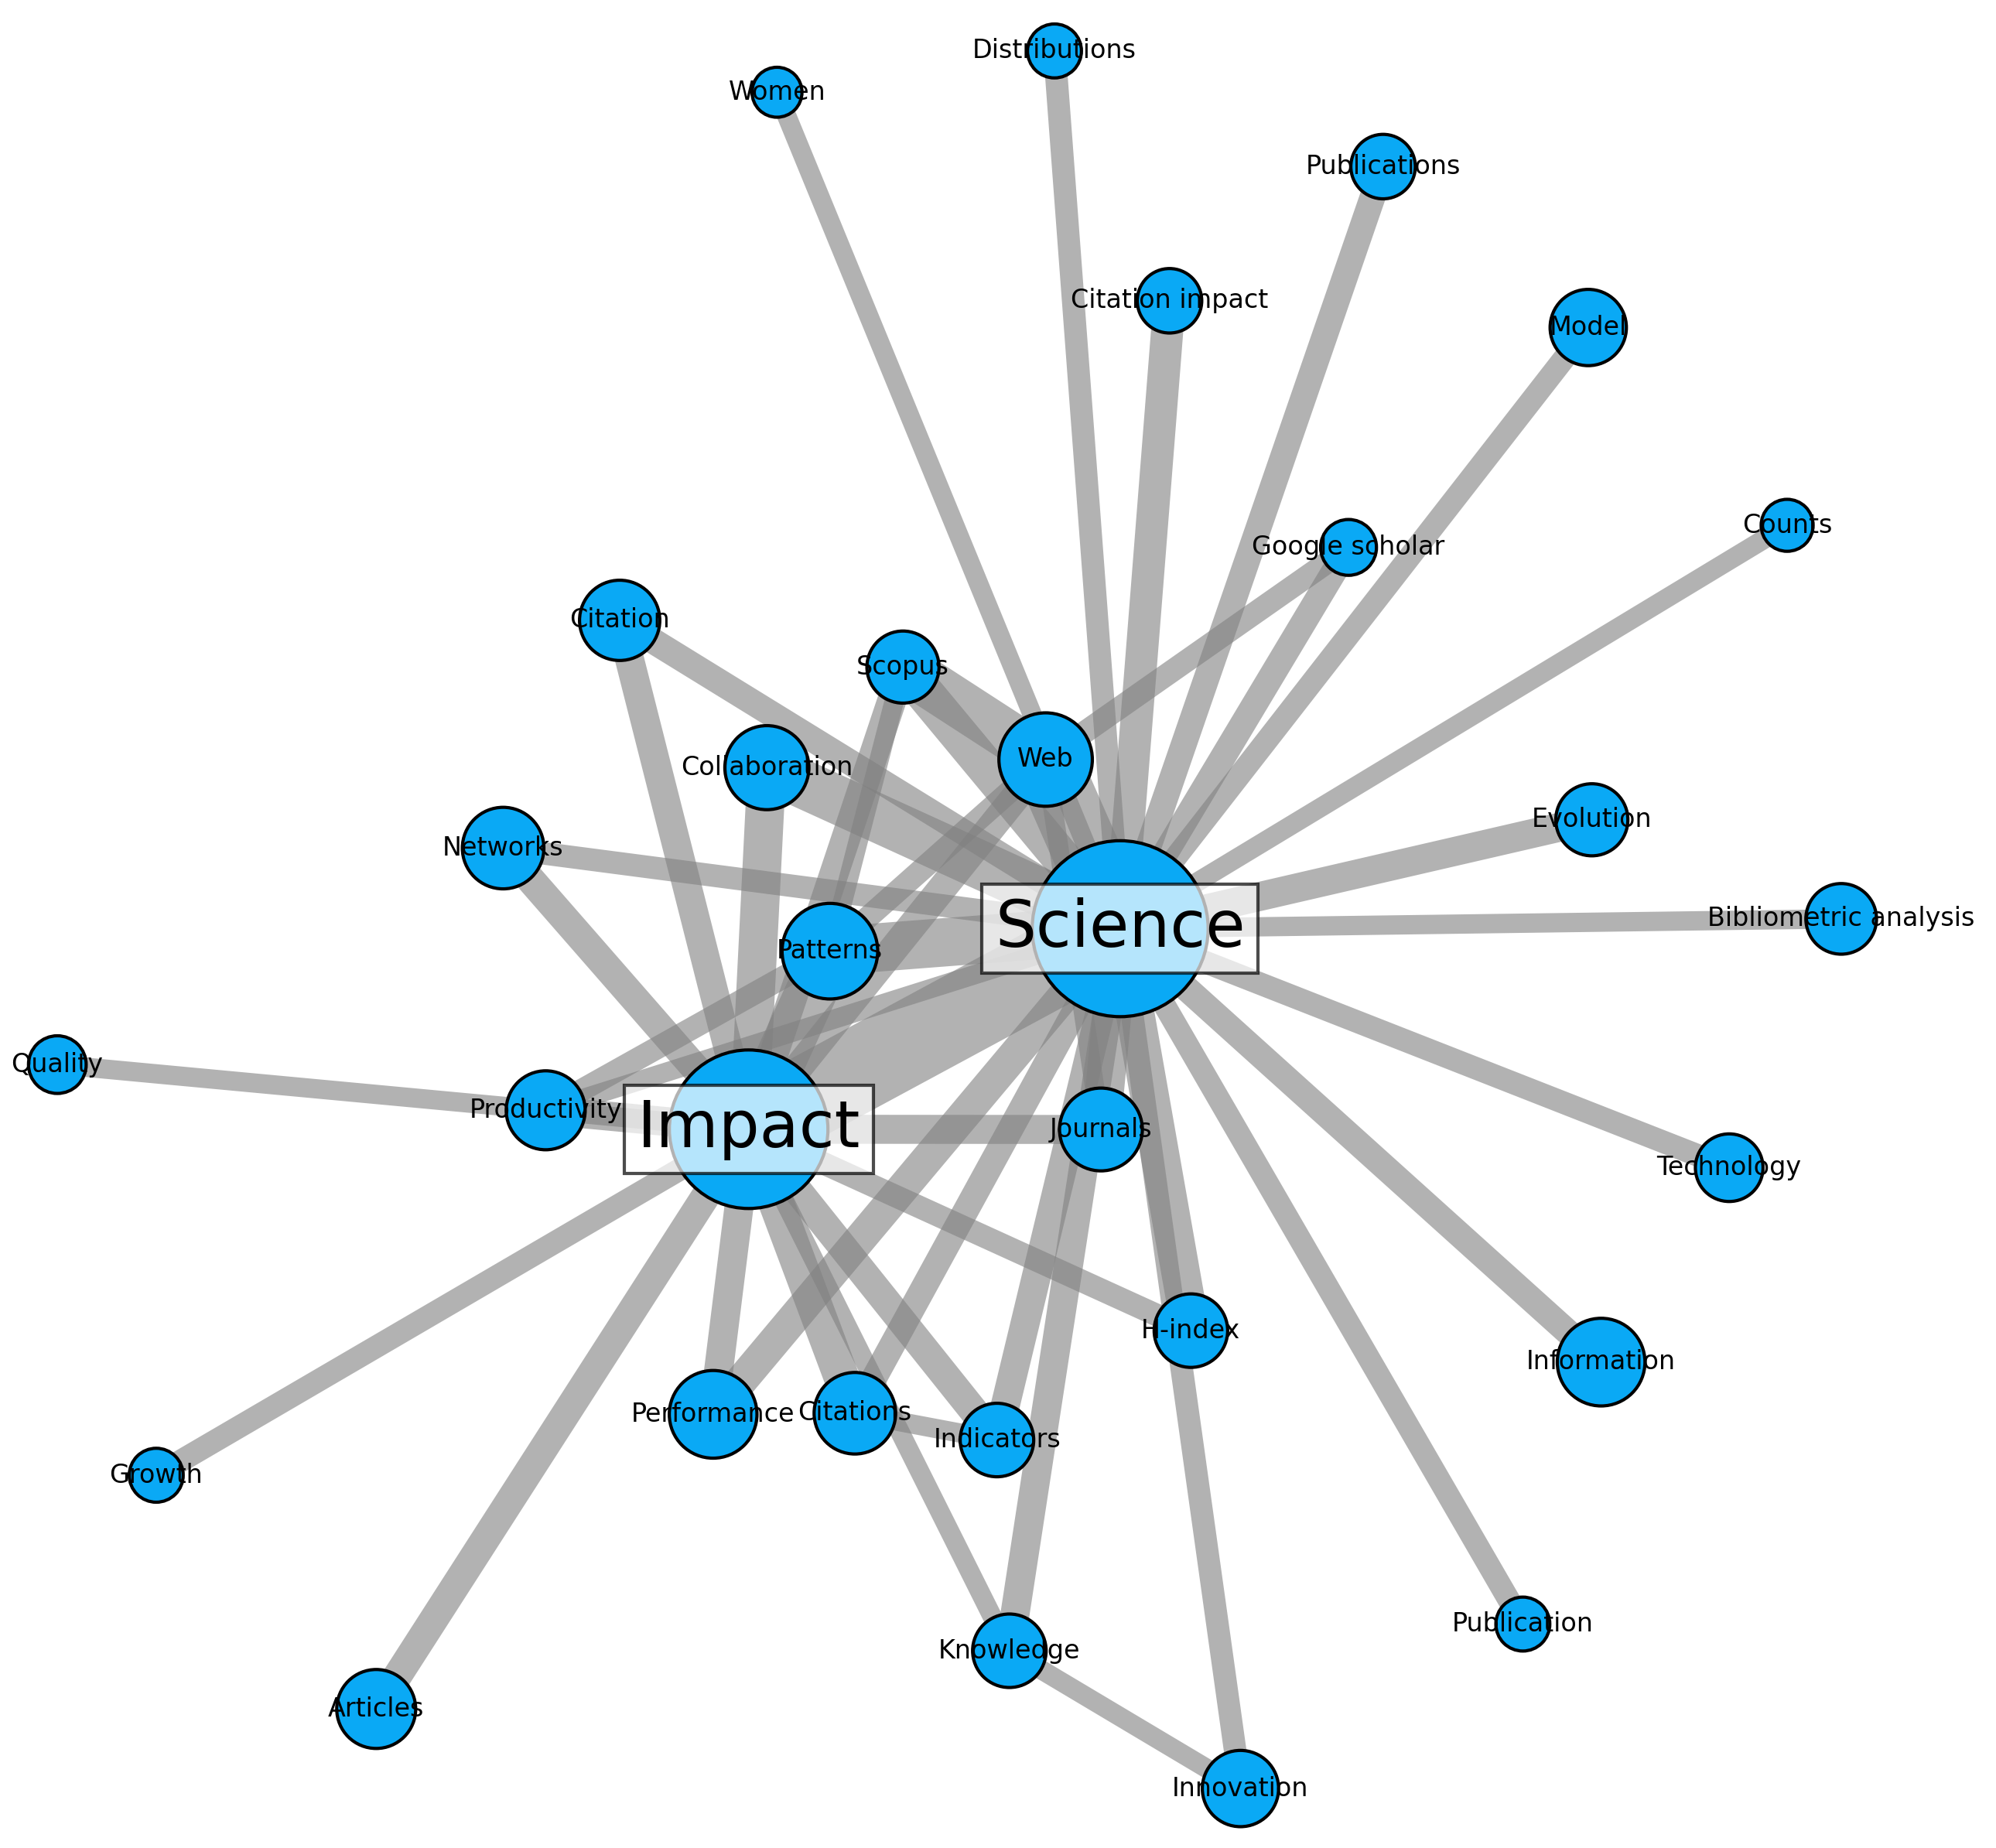 Distributions
Women
Publications
Citation impact
Model
Counts
Google scholar
Citation
Scopus
Web
Collaboration
Evolution
Networks
Bibliometric analysis
Science
Patterns
Quality
Productivity
Impact
Journals
Technology
H-index
Information
Performance
Citations
Indicators
Growth
Publication
Knowledge
Articles
Innovation